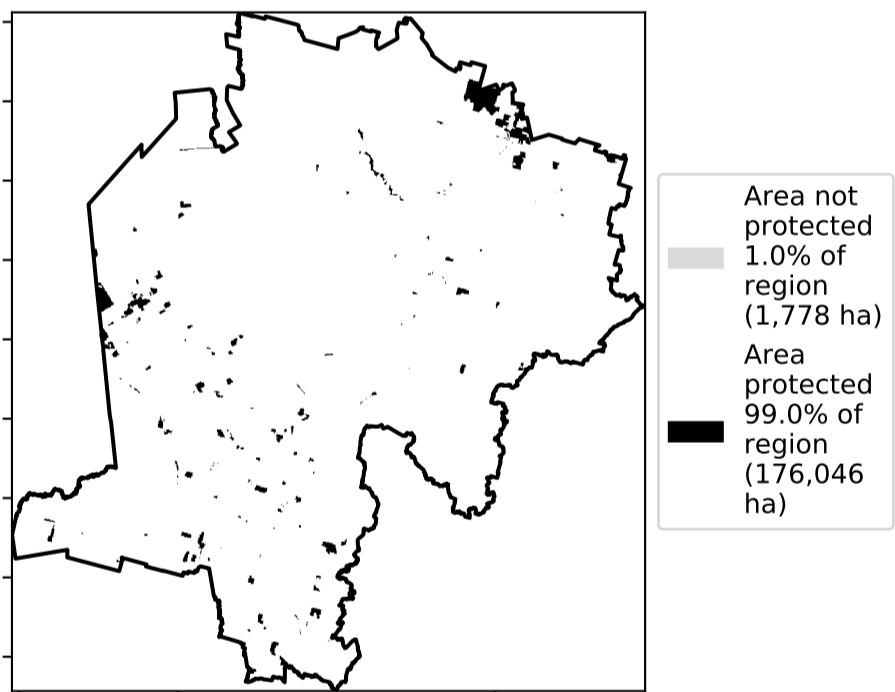 Area not
protected
1.0% of
region
(1,778 ha)
Area
protected
99.0% of
region
(176,046
ha)